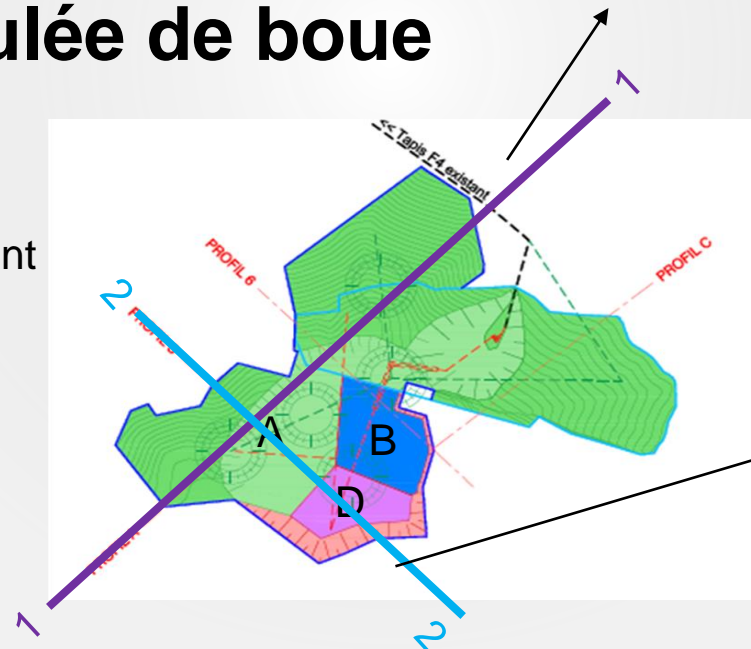 ulée de boue
1
<< Tapis F4 existant
nt
PROFIL 6
PROFIL C
2
A
B
D
1
2